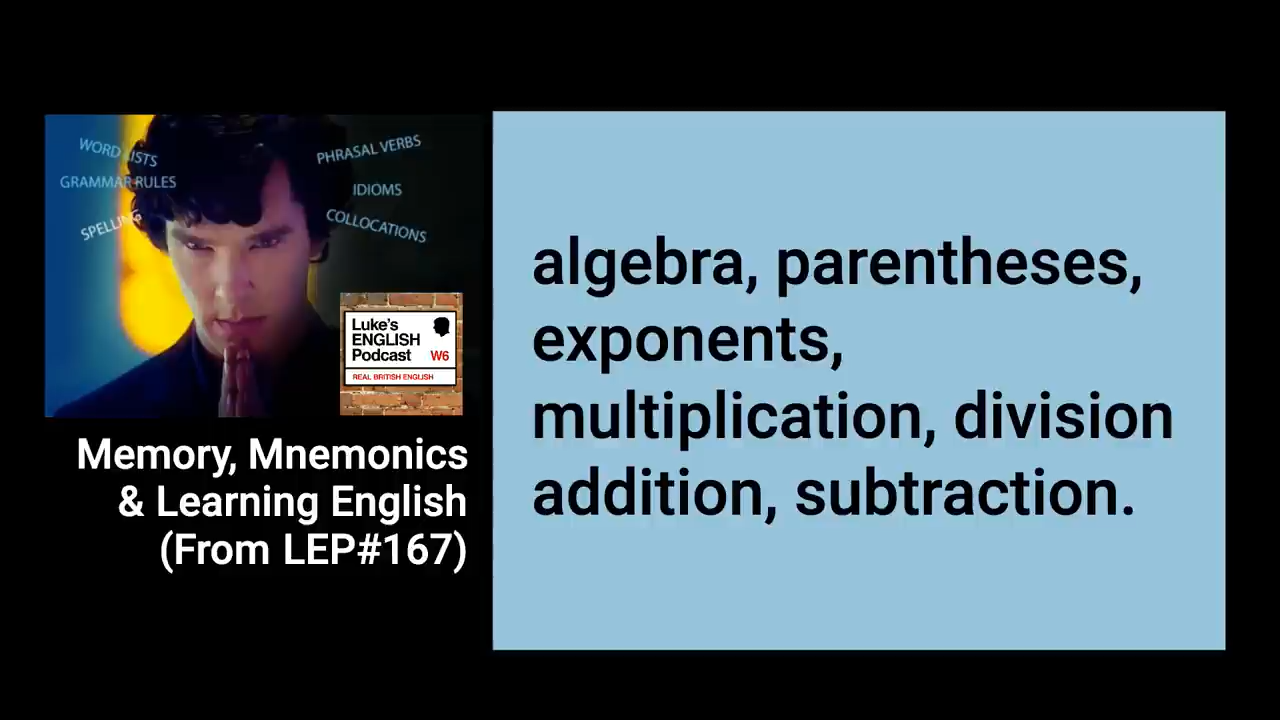 WORD LISTS
GRAMMAR RULES
SPELLING
PHRASAL VERBS
IDIOMS
COLLOCATIONS
Luke's
ENGLISH
Podcast W6
REAL BRITISH ENGLISH
Memory, Mnemonics
& Learning English
(From LEP#167)
algebra, parentheses,
exponents,
multiplication, division
addition, subtraction.